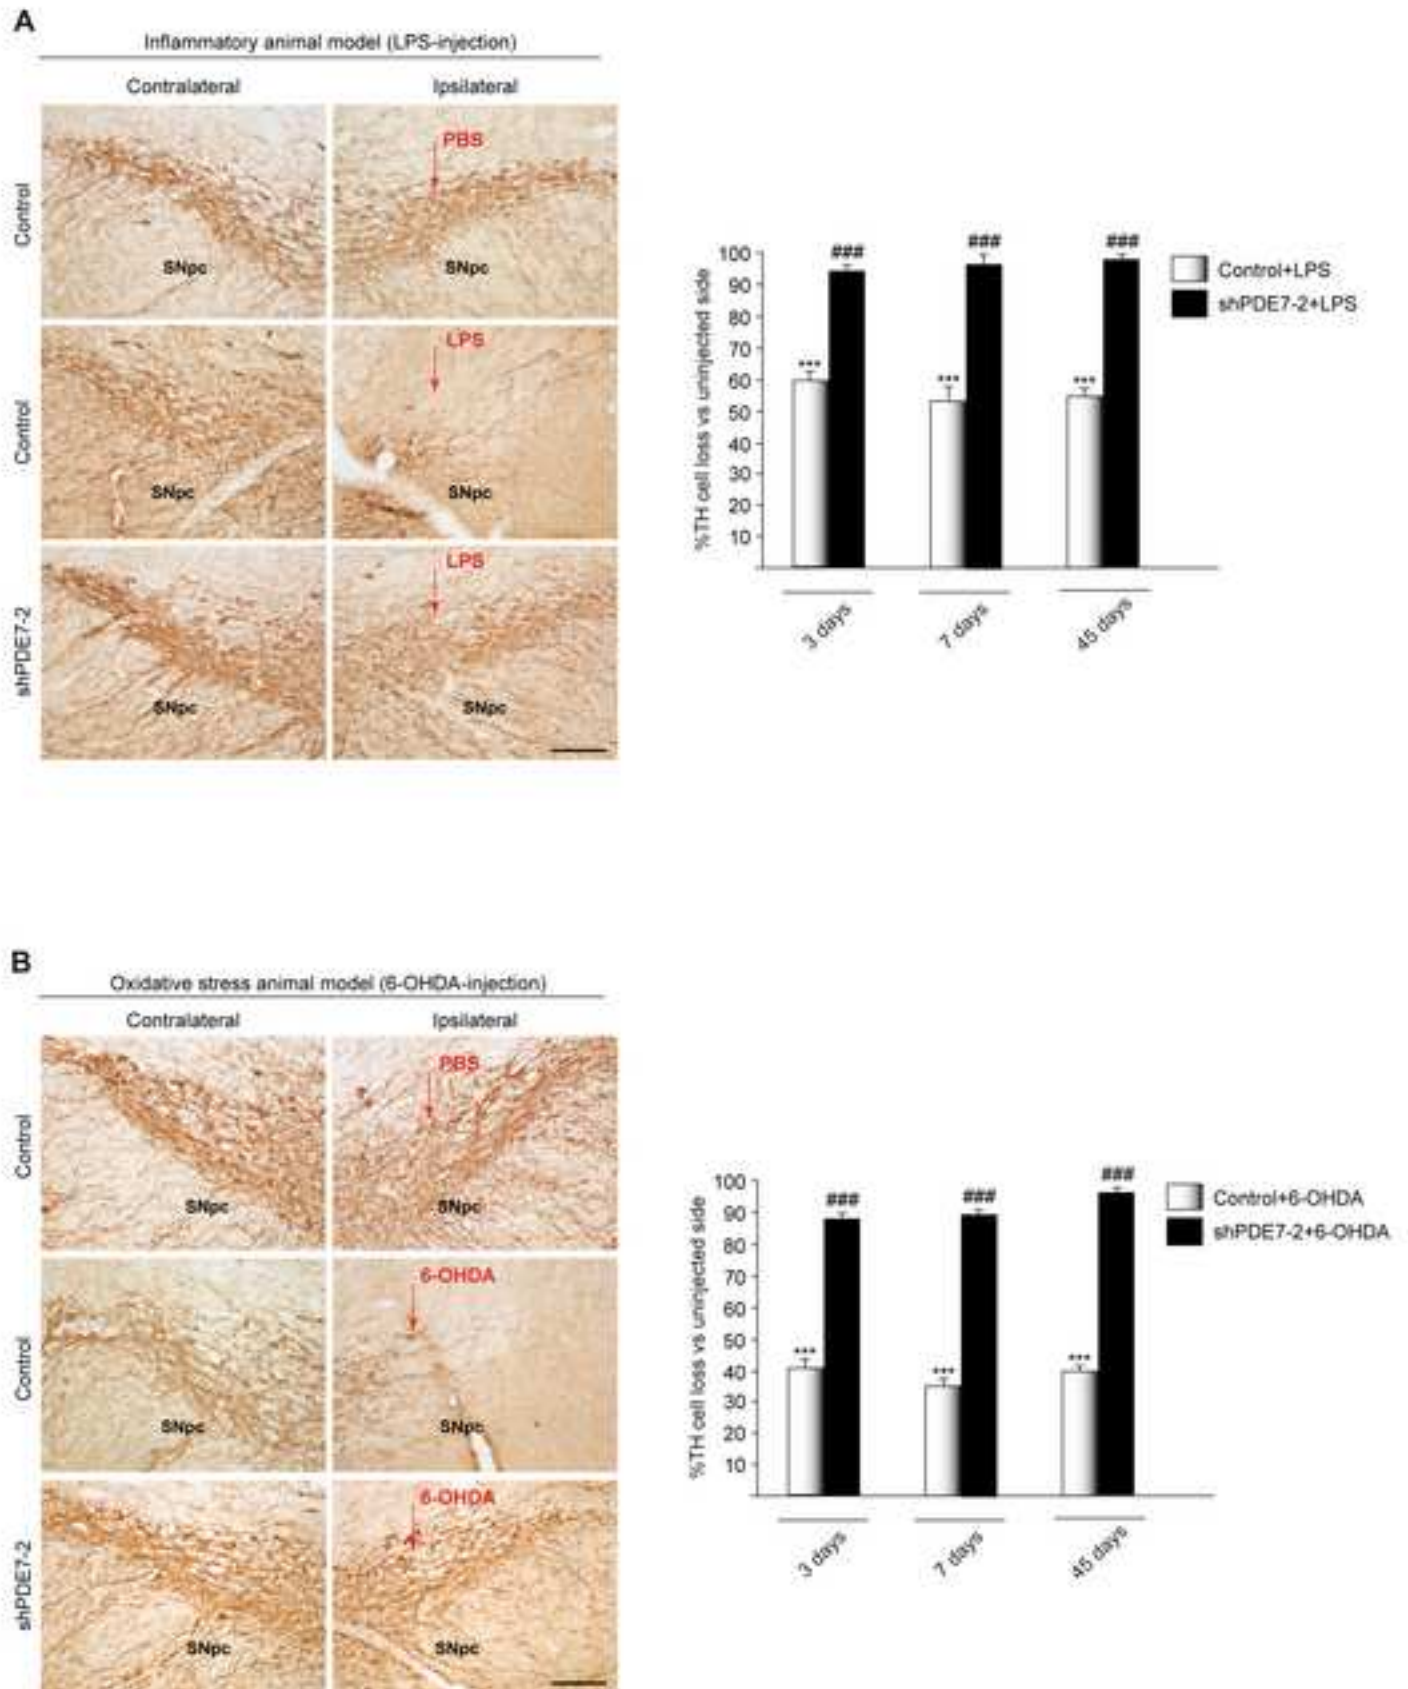 A
Inflammatory animal model (LPS-injection)
Contralateral Ipsilateral
Control
PBS
SNpc SNpc
Control
LPS
SNpc SNpc
shPDE7-2
LPS
SNpc SNpc
%TH cell loss vs uninjected side
100
90
80
70
60
50
40
30
20
10
### ### ###
*** *** ***
3 days 7 days 45 days
Control+LPS
shPDE7-2+LPS
B
Oxidative stress animal model (6-OHDA-injection)
Contralateral Ipsilateral
Control
PBS
SNpc SNpc
Control
6-OHDA
SNpc SNpc
shPDE7-2
6-OHDA
SNpc SNpc
%TH cell loss vs uninjected side
100
90
80
70
60
50
40
30
20
10
### ### ###
*** *** ***
3 days 7 days 45 days
Control+6-OHDA
shPDE7-2+6-OHDA